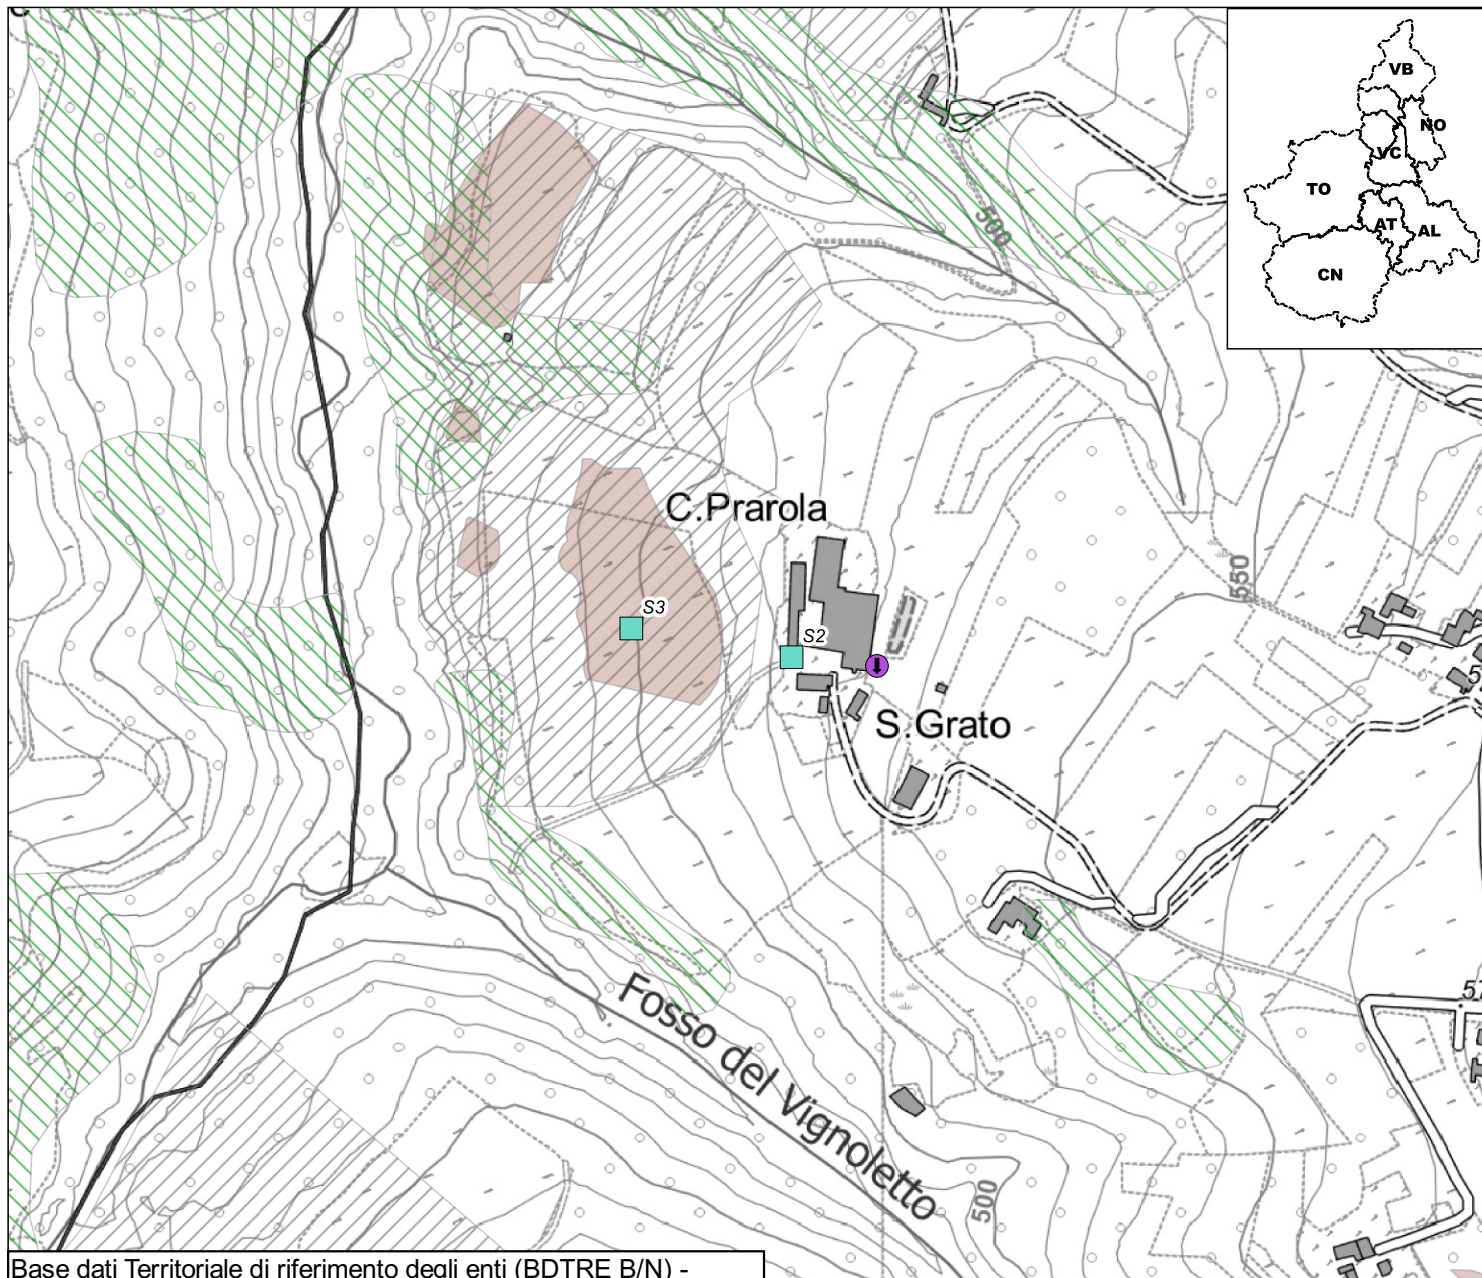 VB
NO
VC
TO
AT
AL
CN
500
C.Prarola
550
S3
S2
S.Grato
Fosso del Vignoletto
500
Base dati Territoriale di riferimento degli enti (BDTRE B/N) -